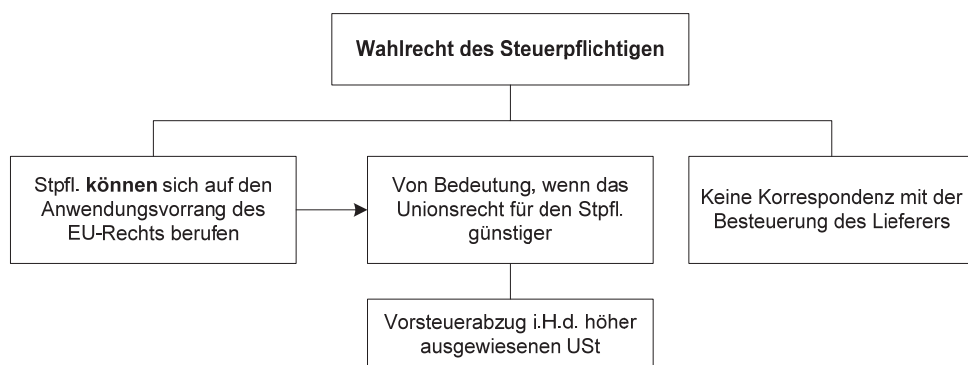 Wahlrecht des Steuerpflichtigen
Stpfl. können sich auf den
Anwendungsvorrang des
EU-Rechts berufen
Von Bedeutung, wenn das
Unionsrecht für den Stpfl.
günstiger
Keine Korrespondenz mit der
Besteuerung des Lieferers
Vorsteuerabzug i.H.d. höher
ausgewiesenen USt